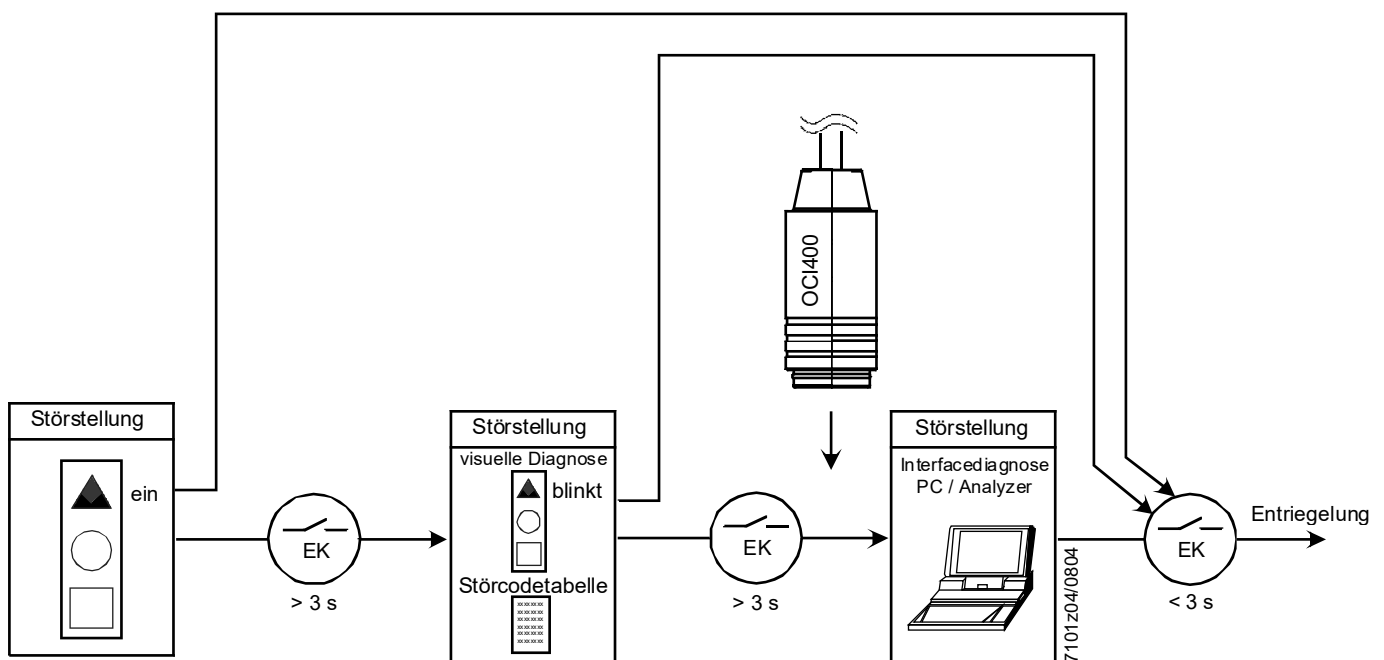 OCI400
Störstellung
ein
EK
> 3 s
Störstellung
visuelle Diagnose
blinkt
Störcodetabelle
EK
> 3 s
Störstellung
Interfacediagnose
PC / Analyzer
7101z04/0804
EK
< 3 s
Entriegelung